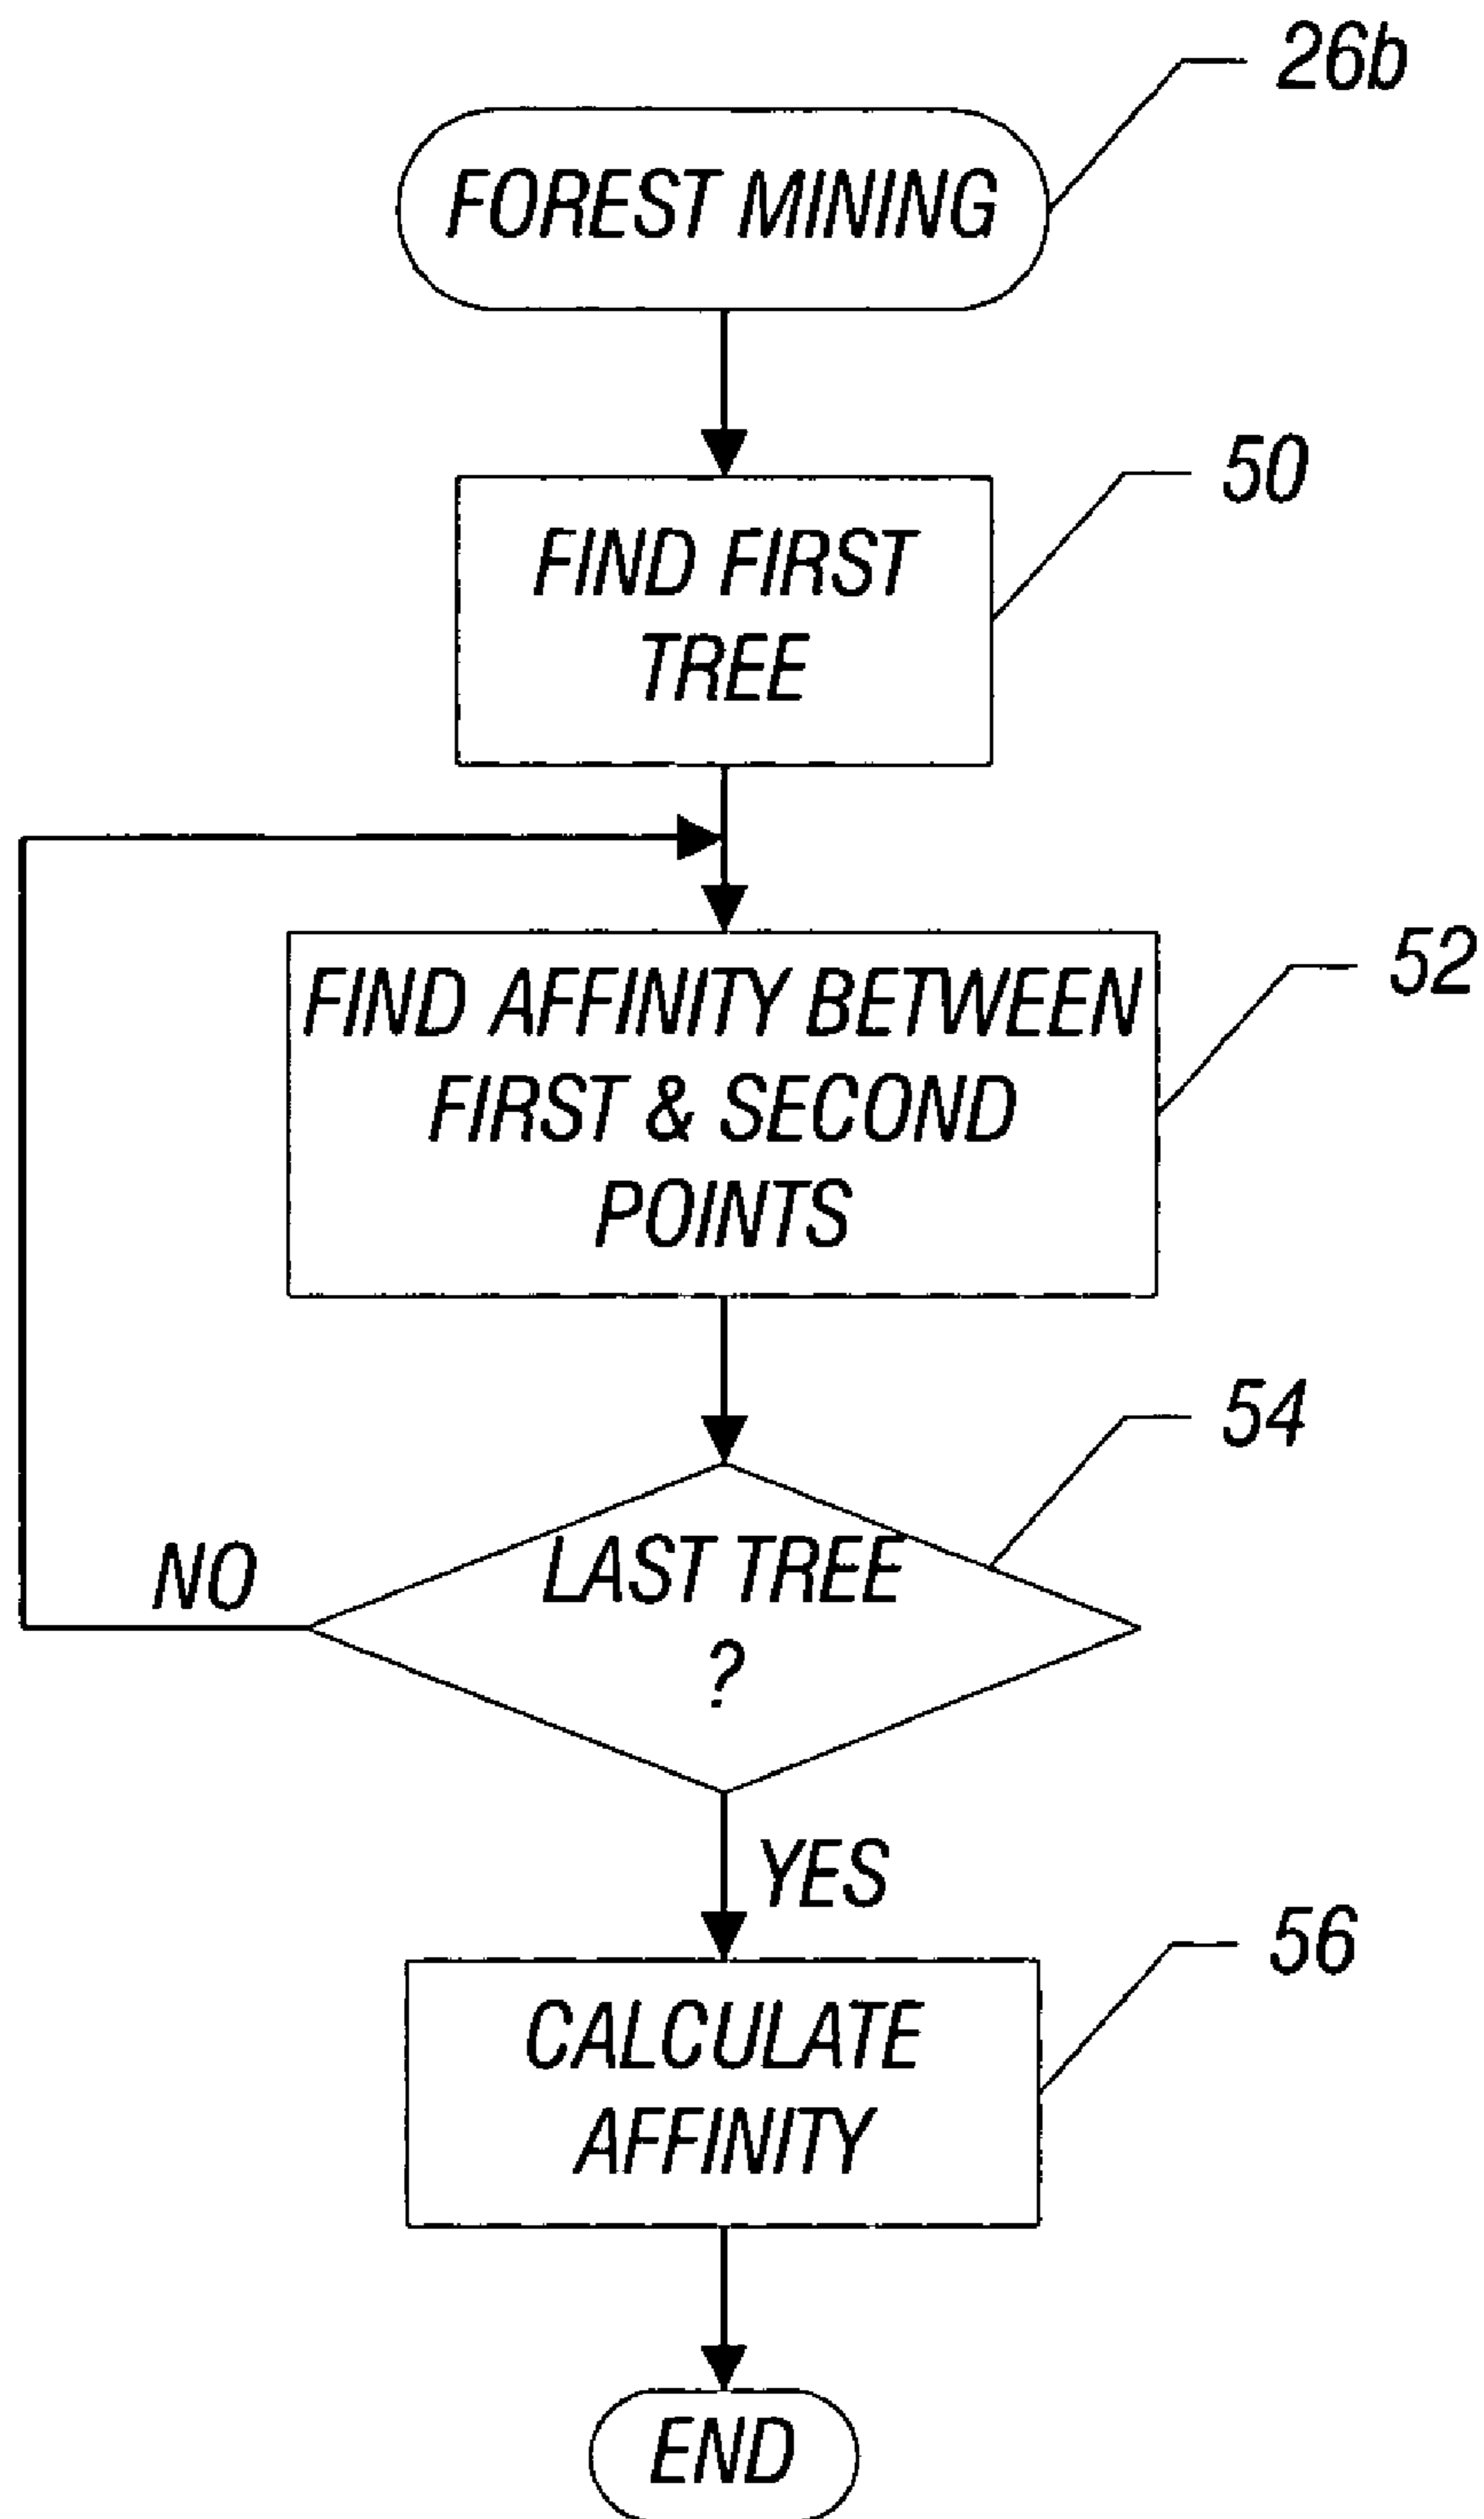 26b
FOREST MINING
50
FIND FIRST
TREE
52
FIND AFFINITY BETWEEN
FIRST & SECOND
POINTS
54
LAST TREE
?
NO
YES
56
CALCULATE
AFFINITY
END